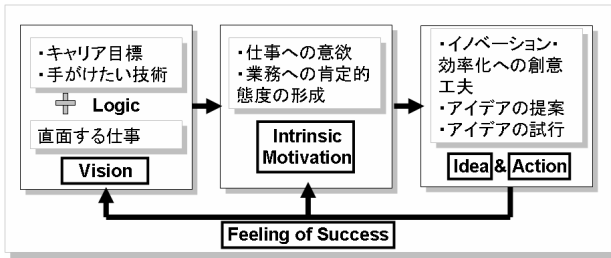 ・キャリア目標
・手がけたい技術
Logic
直面する仕事
Vision
・仕事への意欲
・業務への肯定的
態度の形成
Intrinsic
Motivation
・イノベーション・
効率化への創意
工夫
・アイデアの提案
・アイデアの試行
Idea & Action
Feeling of Success